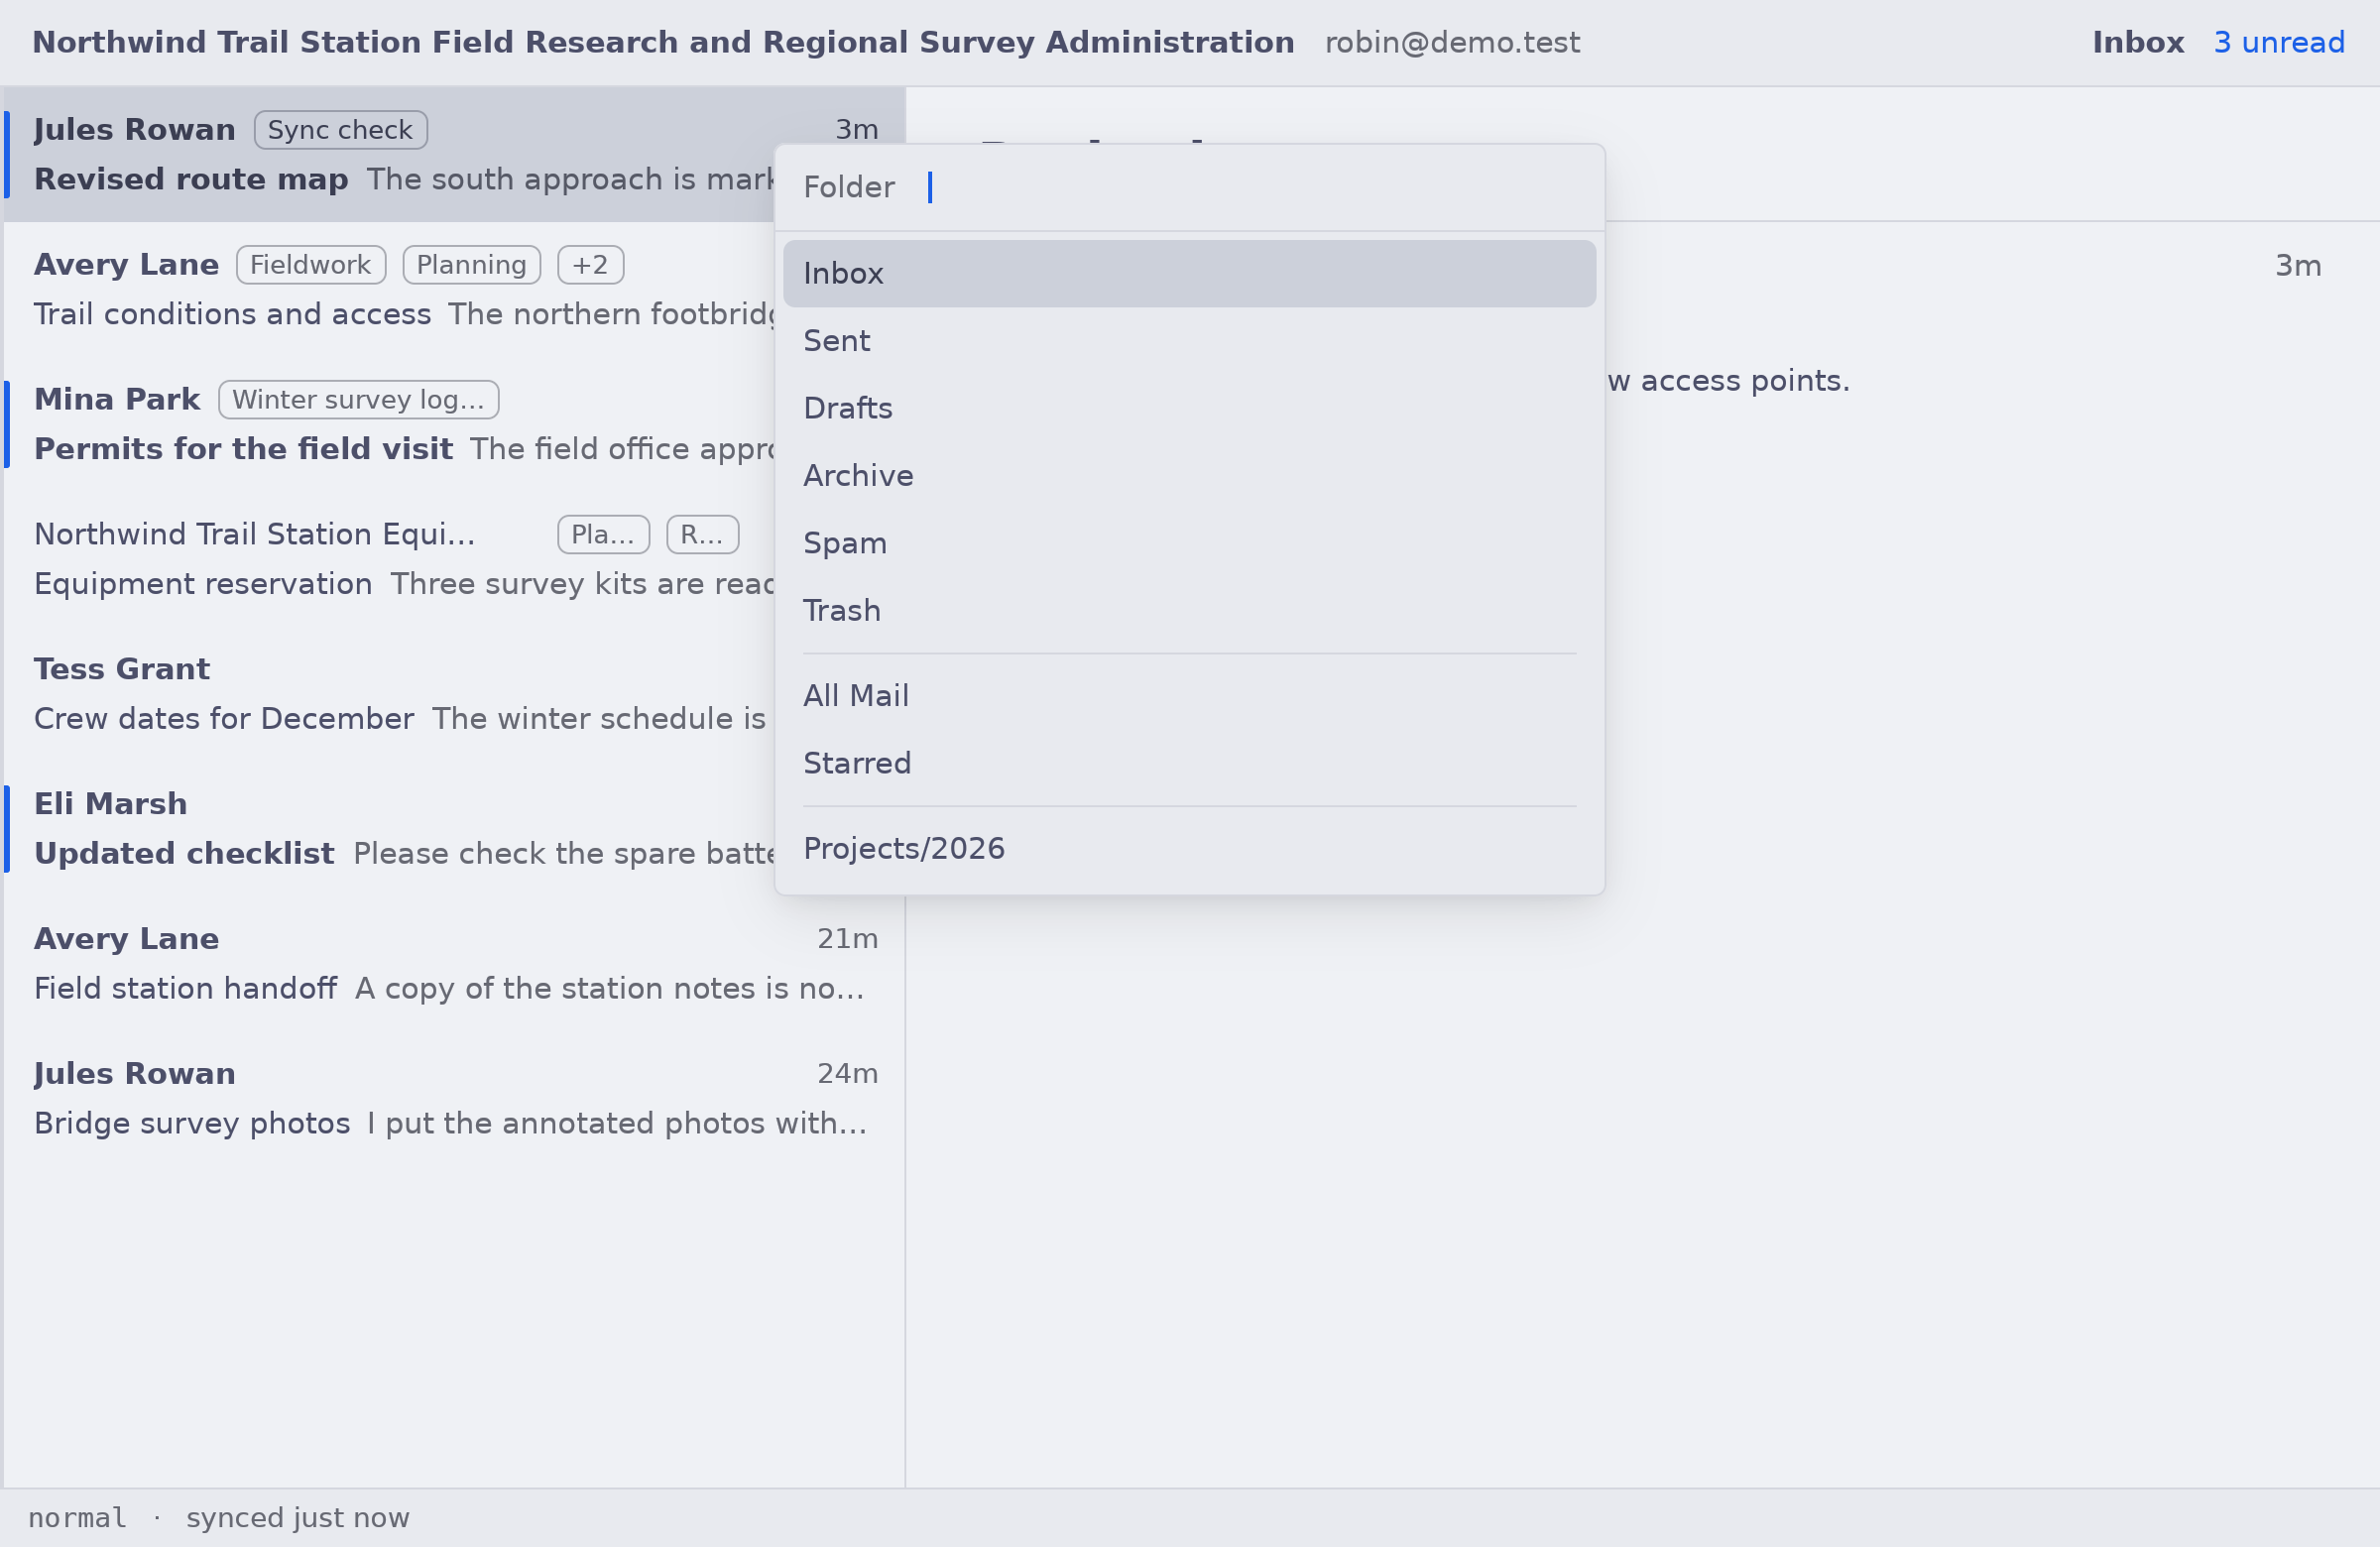 Northwind Trail Station Field Research and Regional Survey Administration robin@demo.test Inbox 3 unread
Jules Rowan Sync check 3m
Revised route map The south approach is mark
Avery Lane Fieldwork Planning +2
Trail conditions and access The northern footbridg
Mina Park Winter survey log…
Permits for the field visit The field office appro
Northwind Trail Station Equi… Pla… R…
Equipment reservation Three survey kits are read
Tess Grant
Crew dates for December The winter schedule is
Eli Marsh
Updated checklist Please check the spare batte
Avery Lane 21m
Field station handoff A copy of the station notes is no…
Jules Rowan 24m
Bridge survey photos I put the annotated photos with…
Folder
Inbox
Sent
Drafts
Archive
Spam
Trash
All Mail
Starred
Projects/2026
3m
w access points.
normal · synced just now